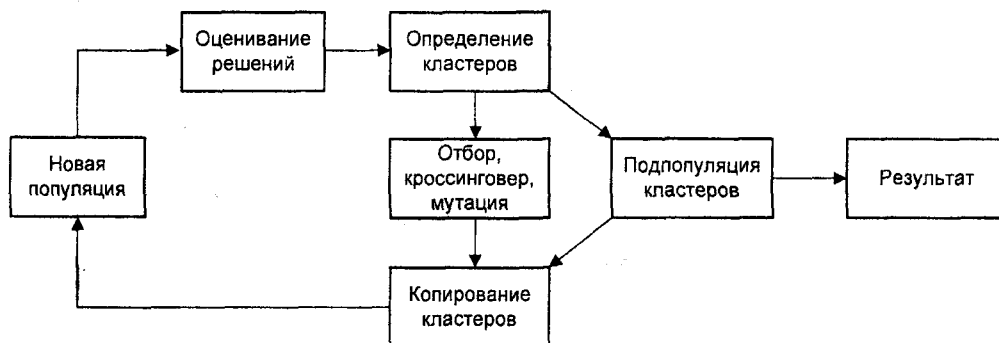 Оценивание
решений
Определение
кластеров
Новая
популяция
Отбор,
кроссинговер,
мутация
Подпопуляция
кластеров
Результат
Копирование
кластеров